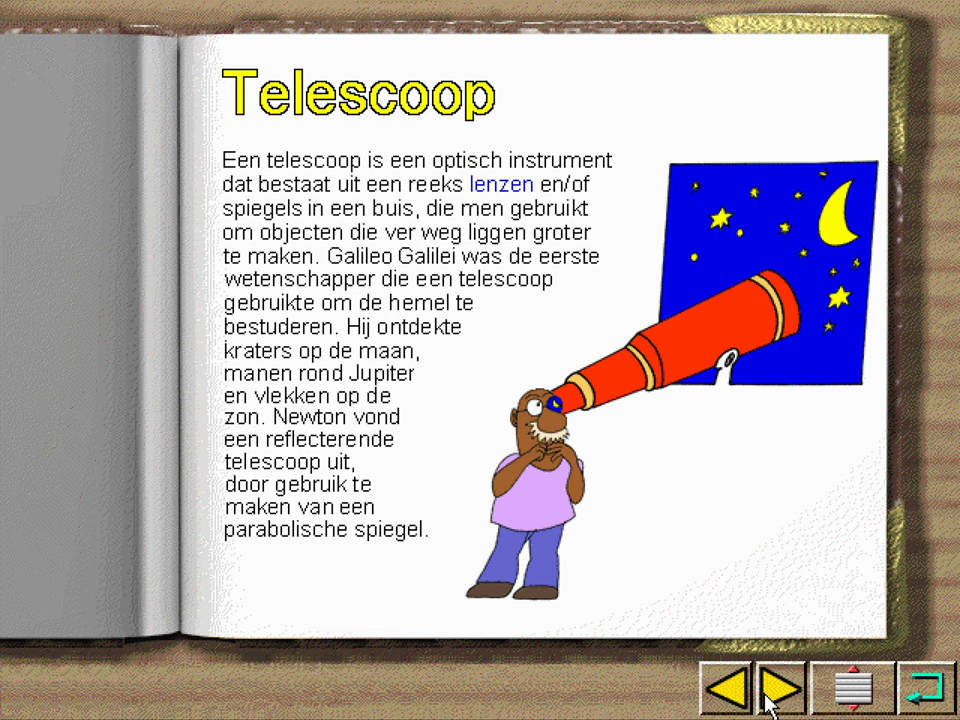 Telescoop
Een telescoop is een optisch instrument
dat bestaat uit een reeks lenzen en/of
spiegels in een buis, die men gebruikt
om objecten die ver weg liggen groter
te maken. Galileo Galilei was de eerste
wetenschapper die een telescoop
gebruikte om de hemel te
bestuderen. Hij ontdekte
kraters op de maan,
manen rond Jupiter
en vlekken op de
zon. Newton vond
een reflecterende
telescoop uit,
door gebruik te
maken van een
parabolische spiegel.